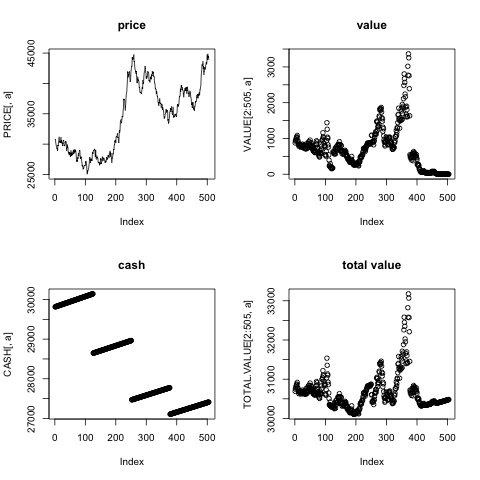 price
PRICE[, a]
25000 35000 45000
0 100 200 300 400 500
Index
value
VALUE[2:505, a]
0 1000 2000 3000
0 100 200 300 400 500
Index
cash
CASH[, a]
27000 28000 29000 30000
0 100 200 300 400 500
Index
total value
TOTAL.VALUE[2:505, a]
30000 31000 32000 33000
0 100 200 300 400 500
Index